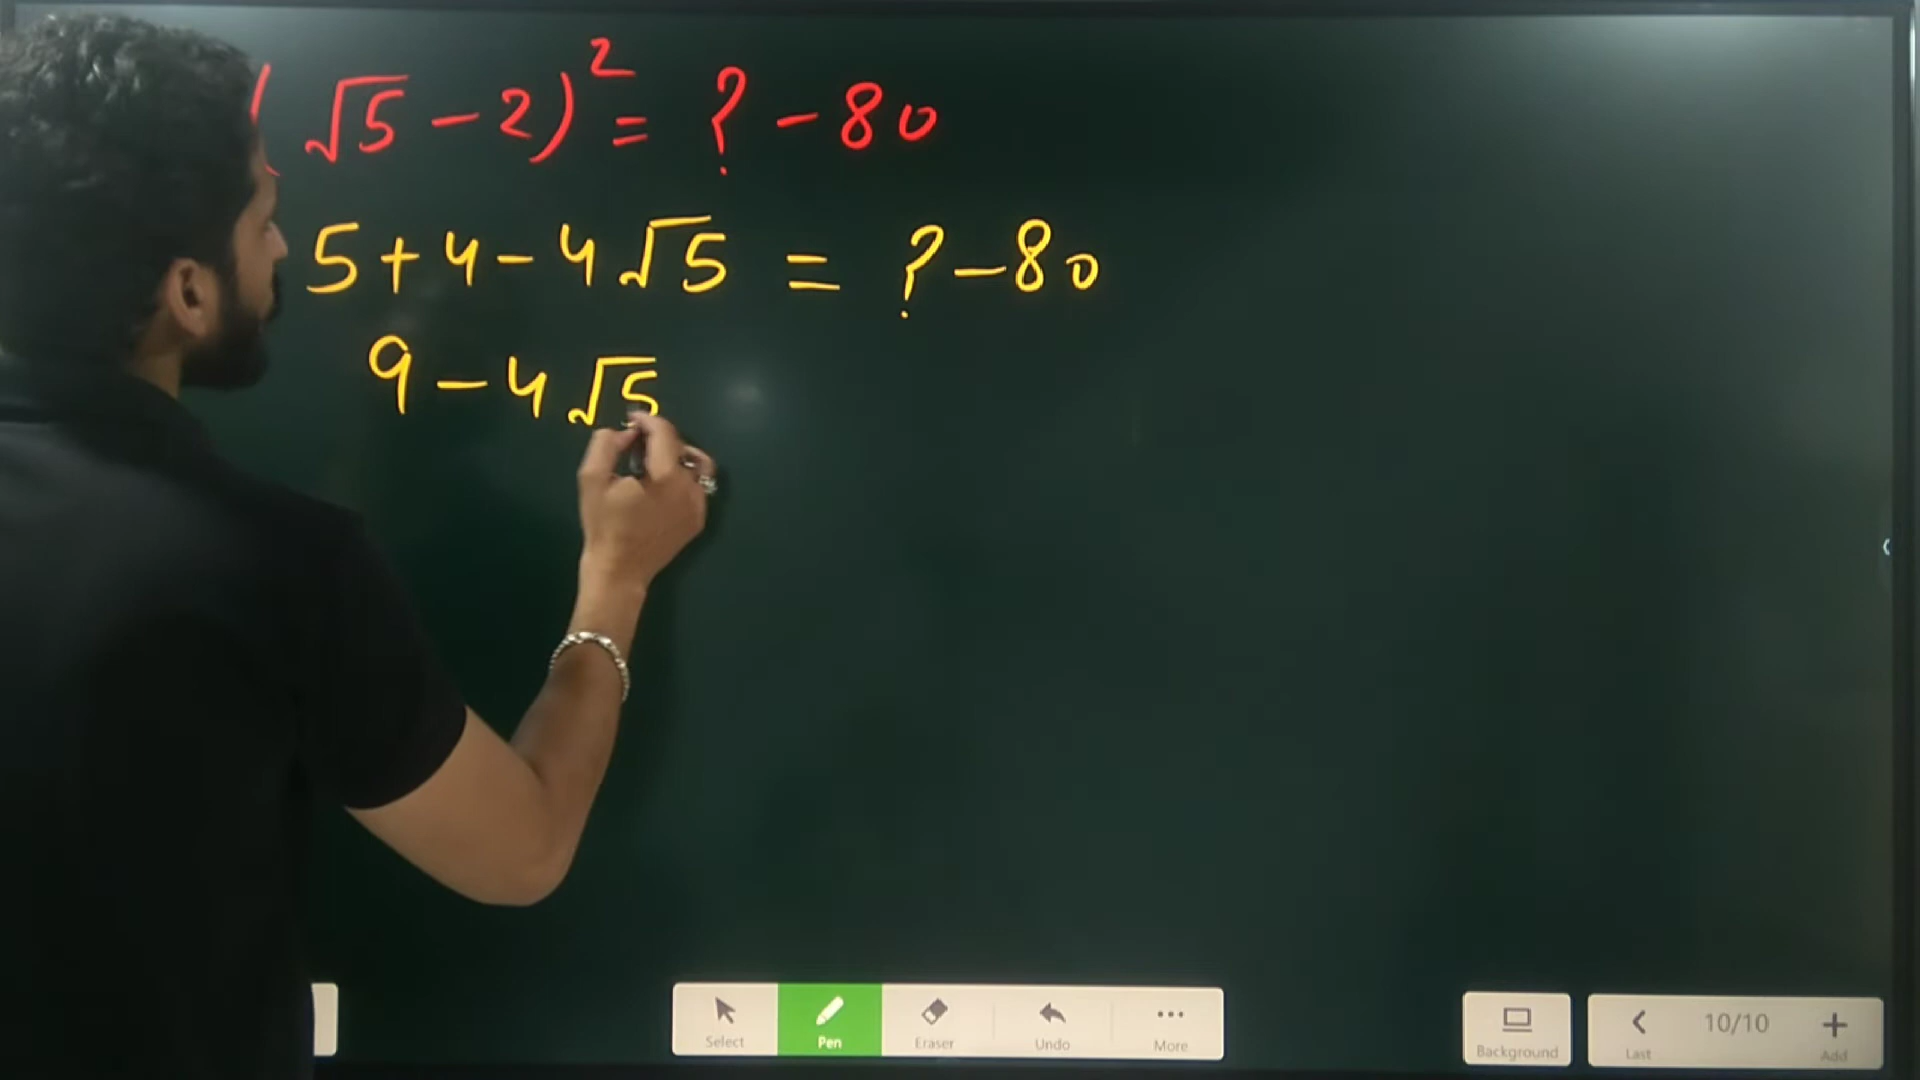 (√5 - 2)² = ? - 80
5 + 4 - 4√5 = ? - 80
9 - 4√5
Select Pen Eraser Undo More
Background
Last 10/10 Add